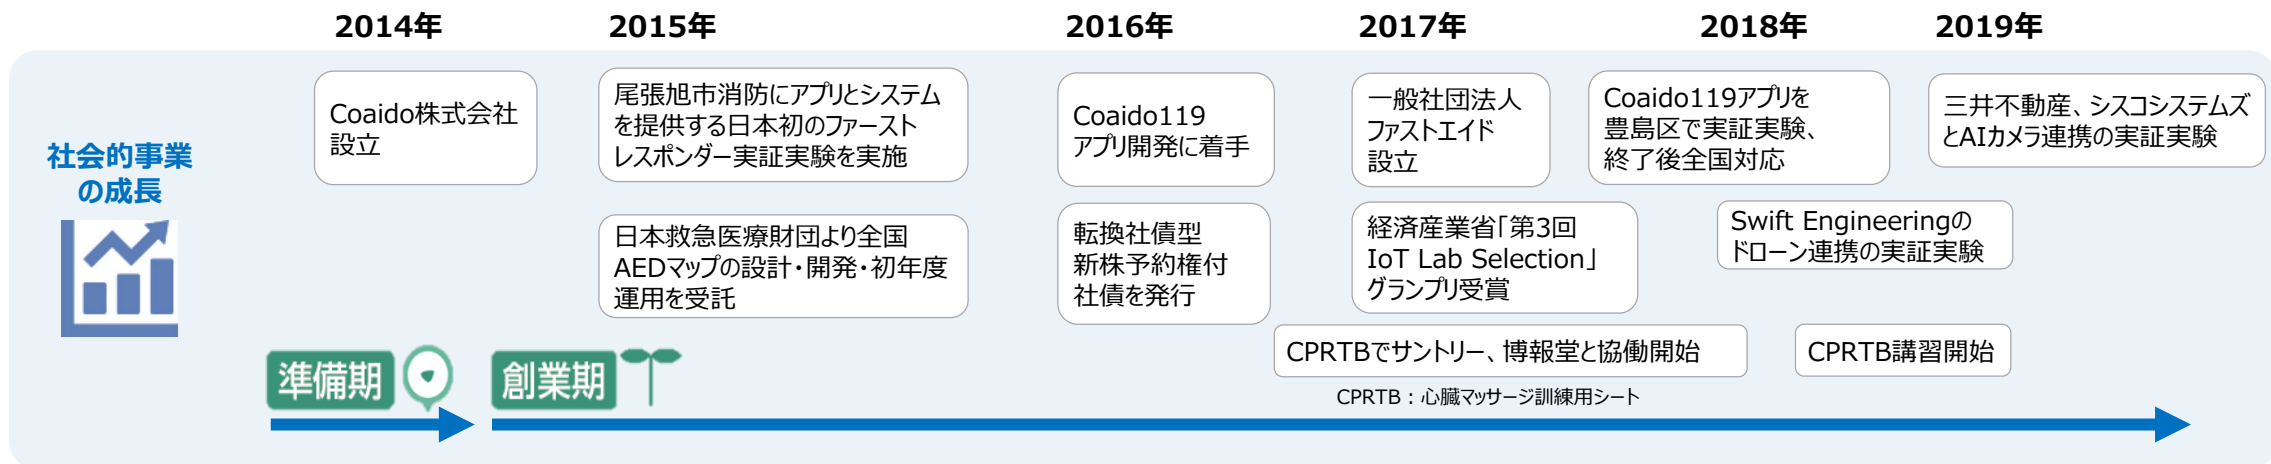 2014年
2015年
2016年
2017年
2018年
2019年
社会的事業
の成長
Coaido株式会社
設立
尾張旭市消防にアプリとシステム
を提供する日本初のファースト
レスポンダー実証実験を実施
Coaido119
アプリ開発に着手
一般社団法人
ファストエイド
設立
Coaido119アプリを
豊島区で実証実験、
終了後全国対応
三井不動産、シスコシステムズ
とAIカメラ連携の実証実験
日本救急医療財団より全国
AEDマップの設計・開発・初年度
運用を受託
転換社債型
新株予約権付
社債を発行
経済産業省「第3回
IoT Lab Selection」
グランプリ受賞
Swift Engineeringの
ドローン連携の実証実験
CPRTBでサントリー、博報堂と協働開始
CPRTB講習開始
準備期
創業期
CPRTB：心臓マッサージ訓練用シート